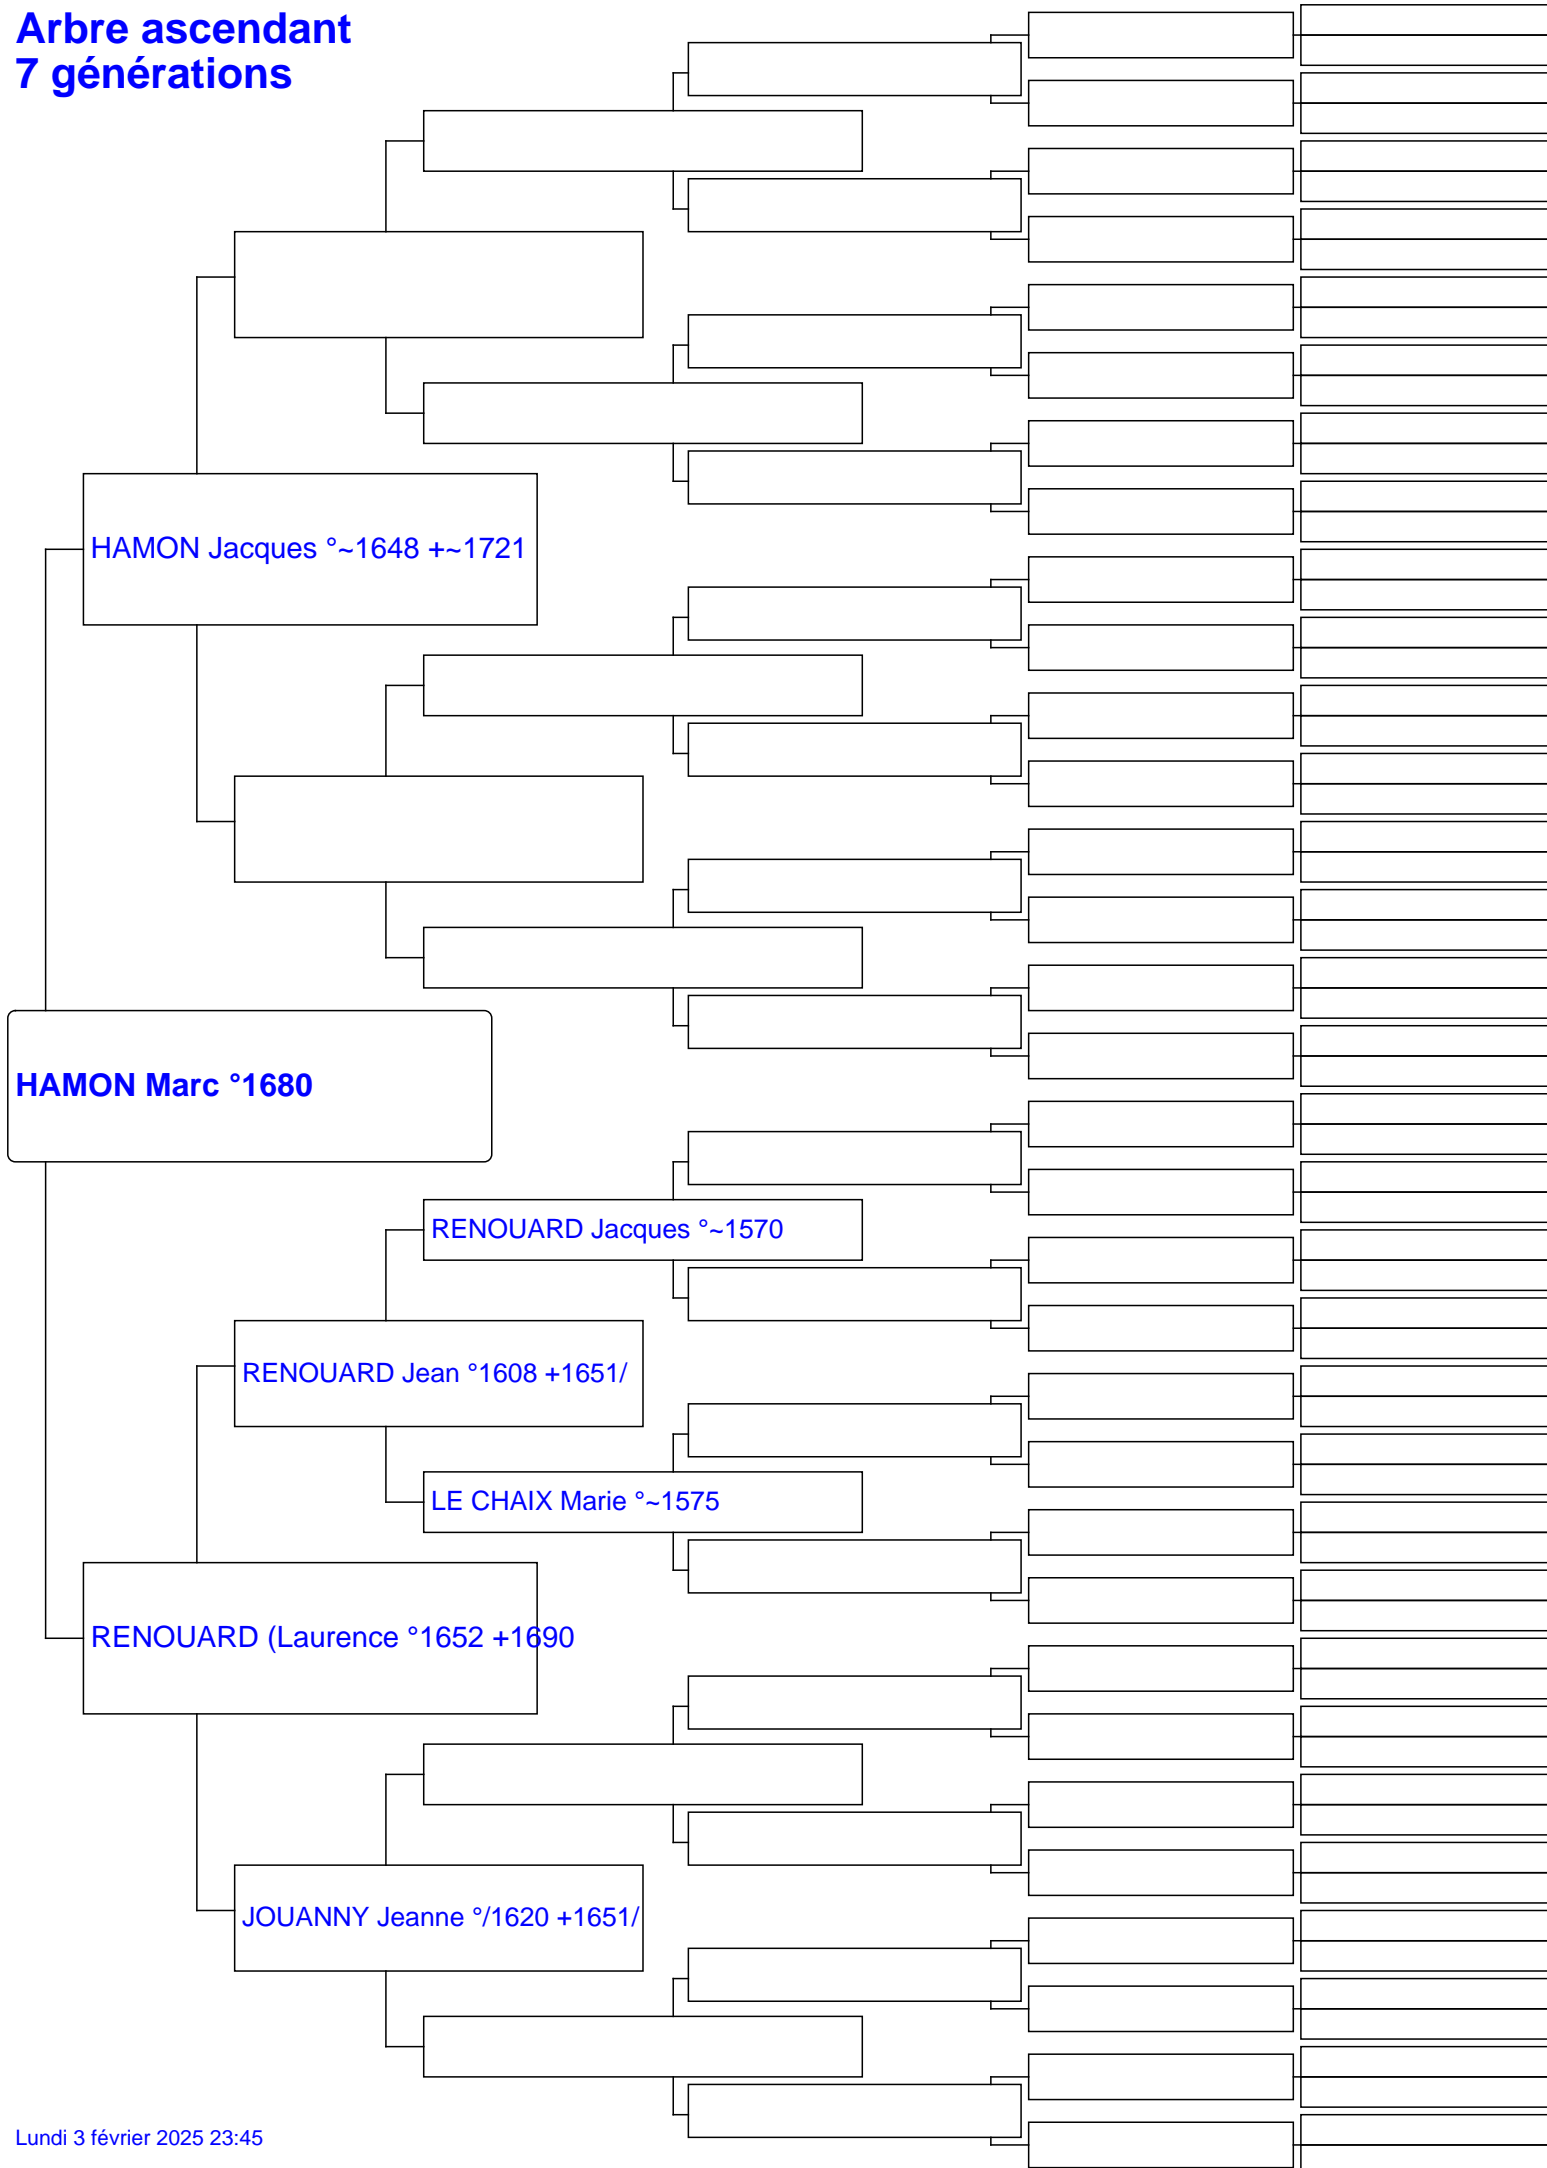 Arbre ascendant
7 générations
HAMON Jacques °~1648 +~1721
HAMON Marc °1680
RENOUARD Jacques °~1570
RENOUARD Jean °1608 +1651/
LE CHAIX Marie °~1575
RENOUARD (Laurence °1652 +1690
JOUANNY Jeanne °/1620 +1651/
Lundi 3 février 2025 23:45